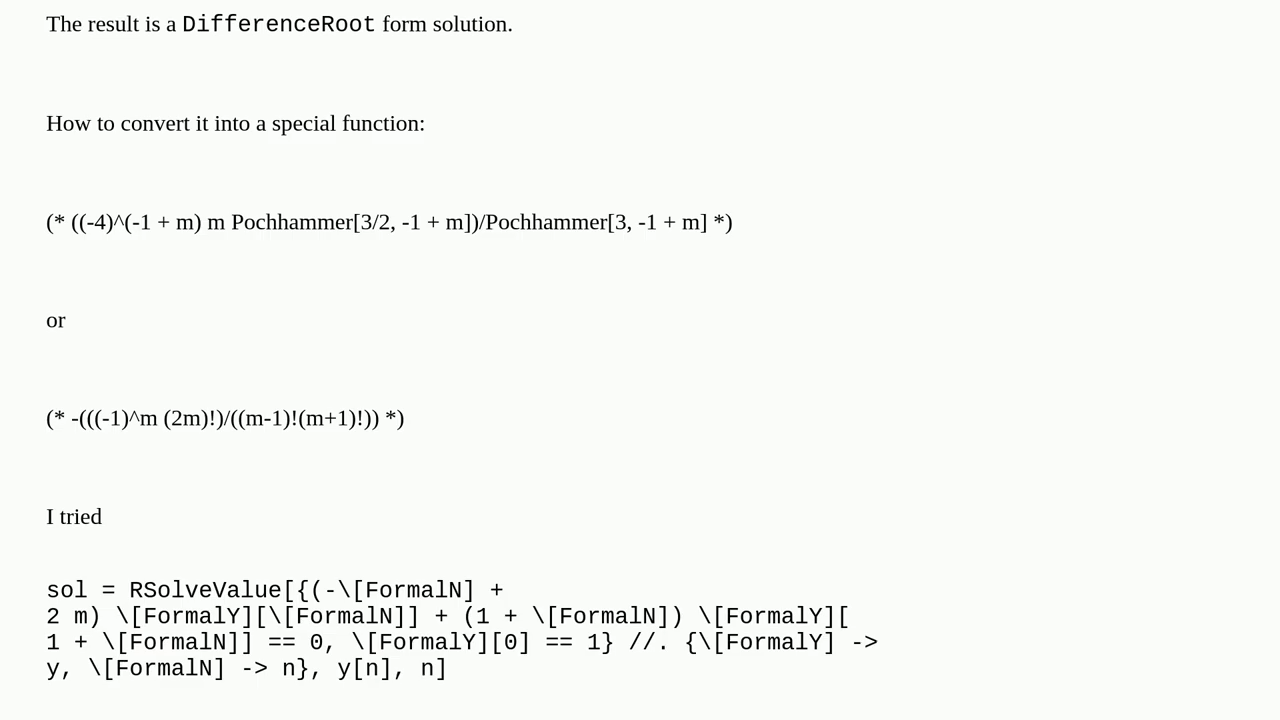 The result is a DifferenceRoot form solution.
How to convert it into a special function:
(* ((-4)^(-1 + m) m Pochhammer[3/2, -1 + m])/Pochhammer[3, -1 + m] *)
or
(* -(((-1)^m (2m)!)/((m-1)!(m+1)!)) *)
I tried
sol = RSolveValue[{(-\[FormalN] +
2 m) \[FormalY][\[FormalN]] + (1 + \[FormalN]) \[FormalY][
1 + \[FormalN]] == 0, \[FormalY][0] == 1} //. {\[FormalY] ->
y, \[FormalN] -> n}, y[n], n]